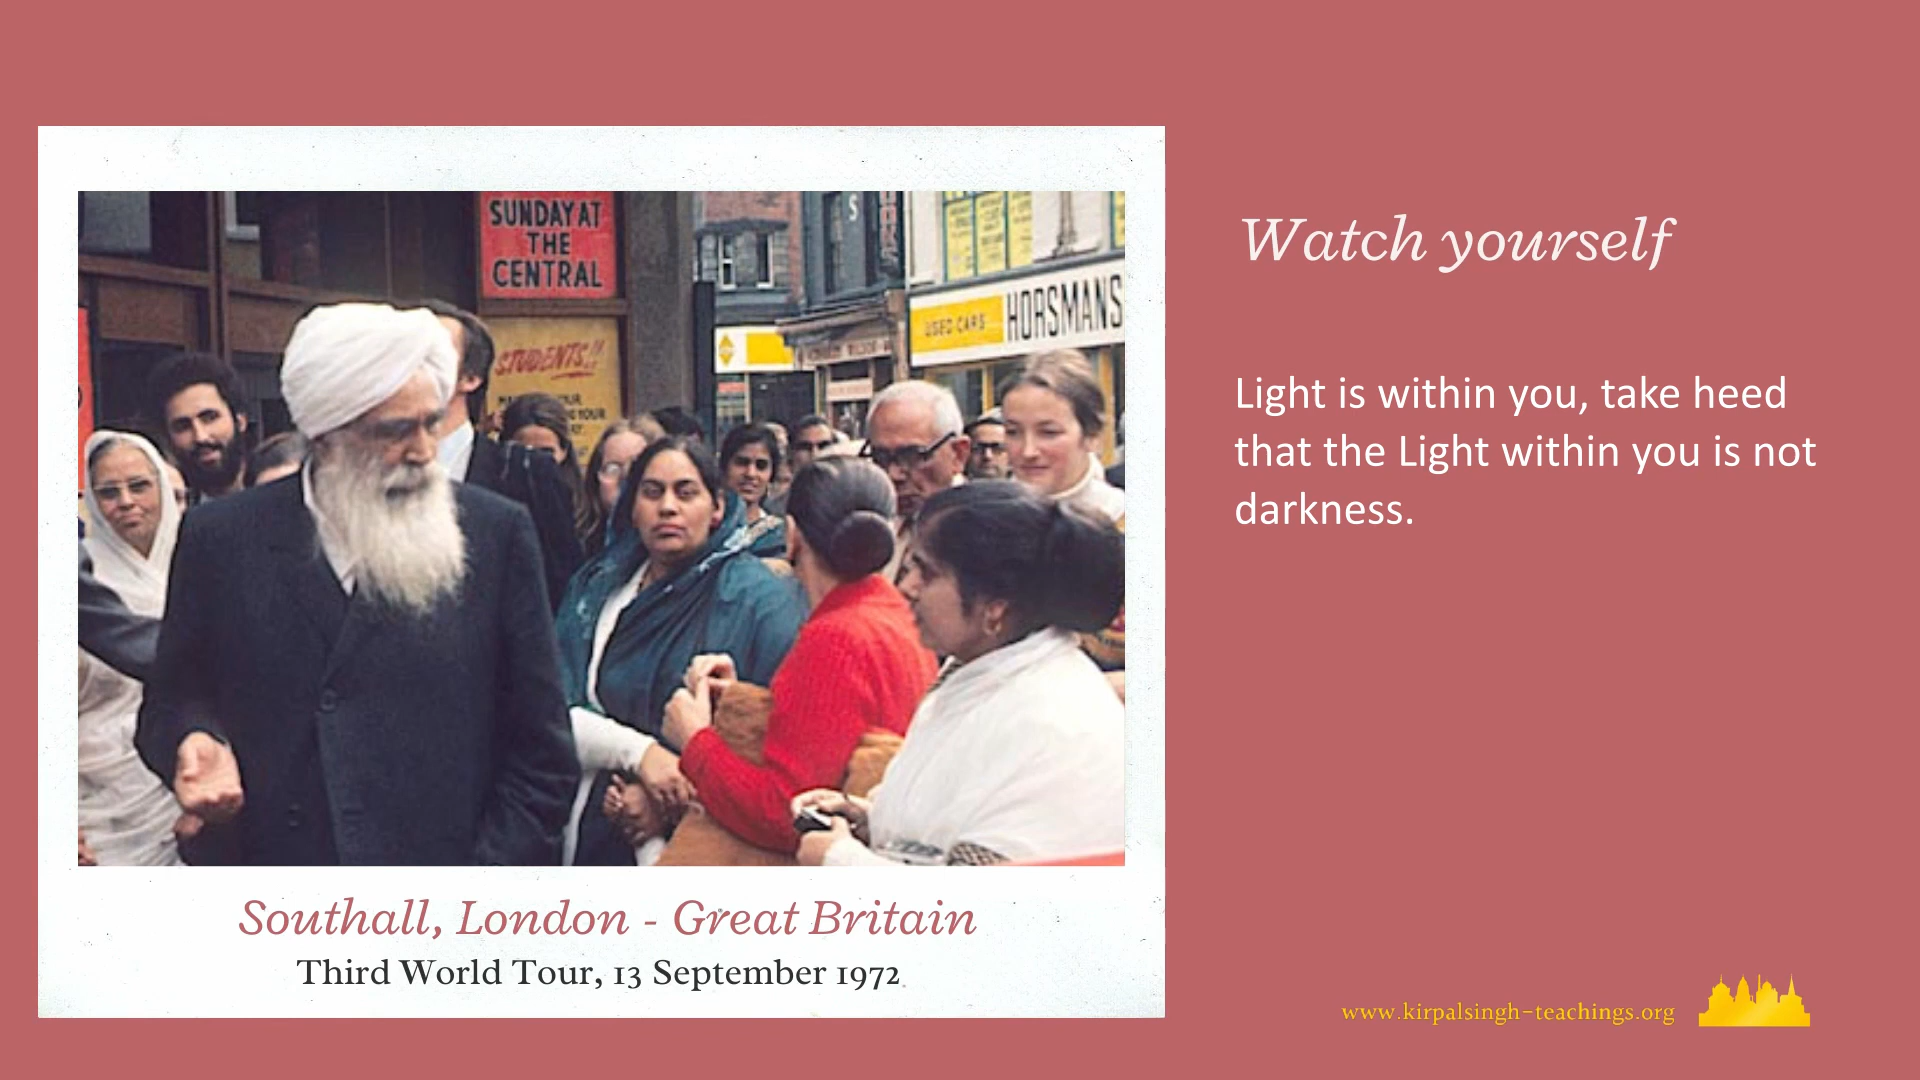 SUNDAY AT
THE
CENTRAL
STUDENTS!!
S
USED CARS
HORSMANS
Southall, London - Great Britain
Third World Tour, 13 September 1972
Watch yourself
Light is within you, take heed
that the Light within you is not
darkness.
www.kirpalsingh-teachings.org